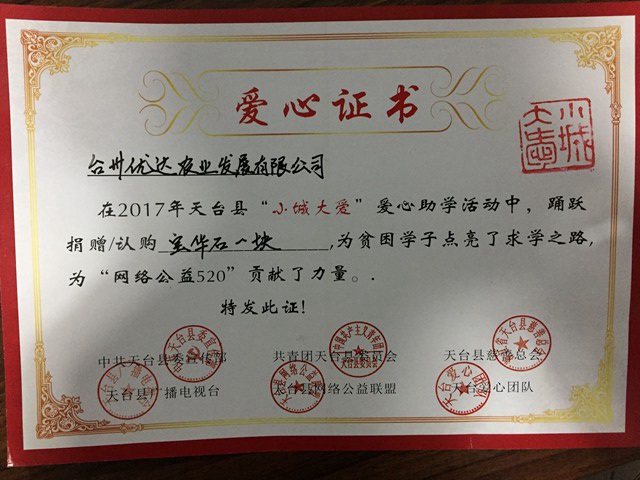 爱心证书
小城大爱
台州优达农业发展有限公司
在2017年天台县“小城大爱”爱心助学活动中，踊跃
捐赠/认购 宝华石一块 ,为贫困学子点亮了求学之路，
为“网络公益520”贡献了力量。.
特发此证！
中共天台县委宣传部 共青团天台县委员会 天台县慈善总会
天台县广播电视台 天台县网络公益联盟 天台爱心团队